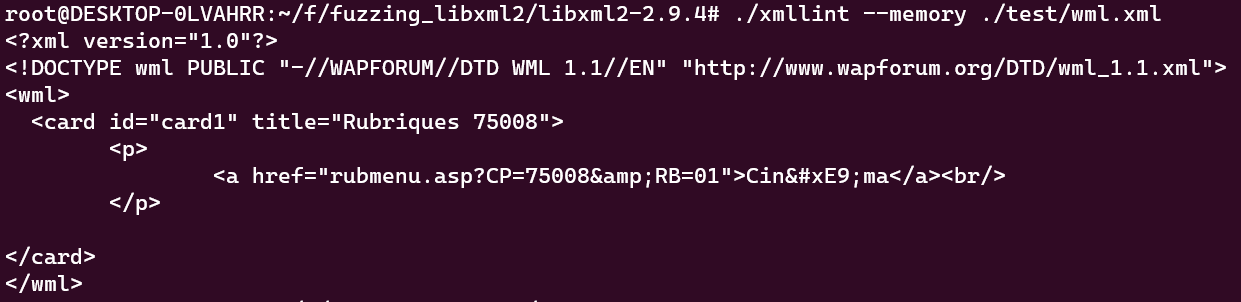 root@DESKTOP-0LVAHRR:~/f/fuzzing_libxml2/libxml2-2.9.4# ./xmllint --memory ./test/wml.xml
<?xml version="1.0"?>
<!DOCTYPE wml PUBLIC "-//WAPFORUM//DTD WML 1.1//EN" "http://www.wapforum.org/DTD/wml_1.1.xml">
<wml>
  <card id="card1" title="Rubriques 75008">
        <p>
                <a href="rubmenu.asp?CP=75008&amp;RB=01">Cin&#xE9;ma</a><br/>
        </p>

</card>
</wml>